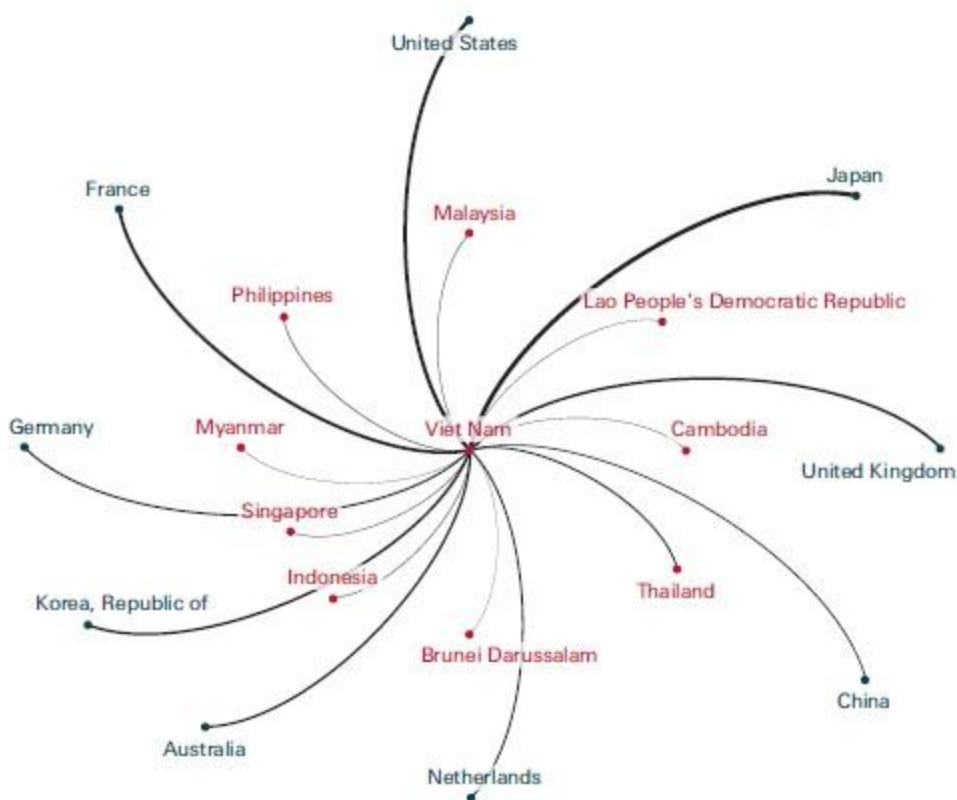 United States
Japan
France
Malaysia
Philippines
Lao People's Democratic Republic
Germany
Myanmar
Viet Nam
Cambodia
United Kingdom
Singapore
Indonesia
Thailand
Korea, Republic of
Brunei Darussalam
China
Australia
Netherlands